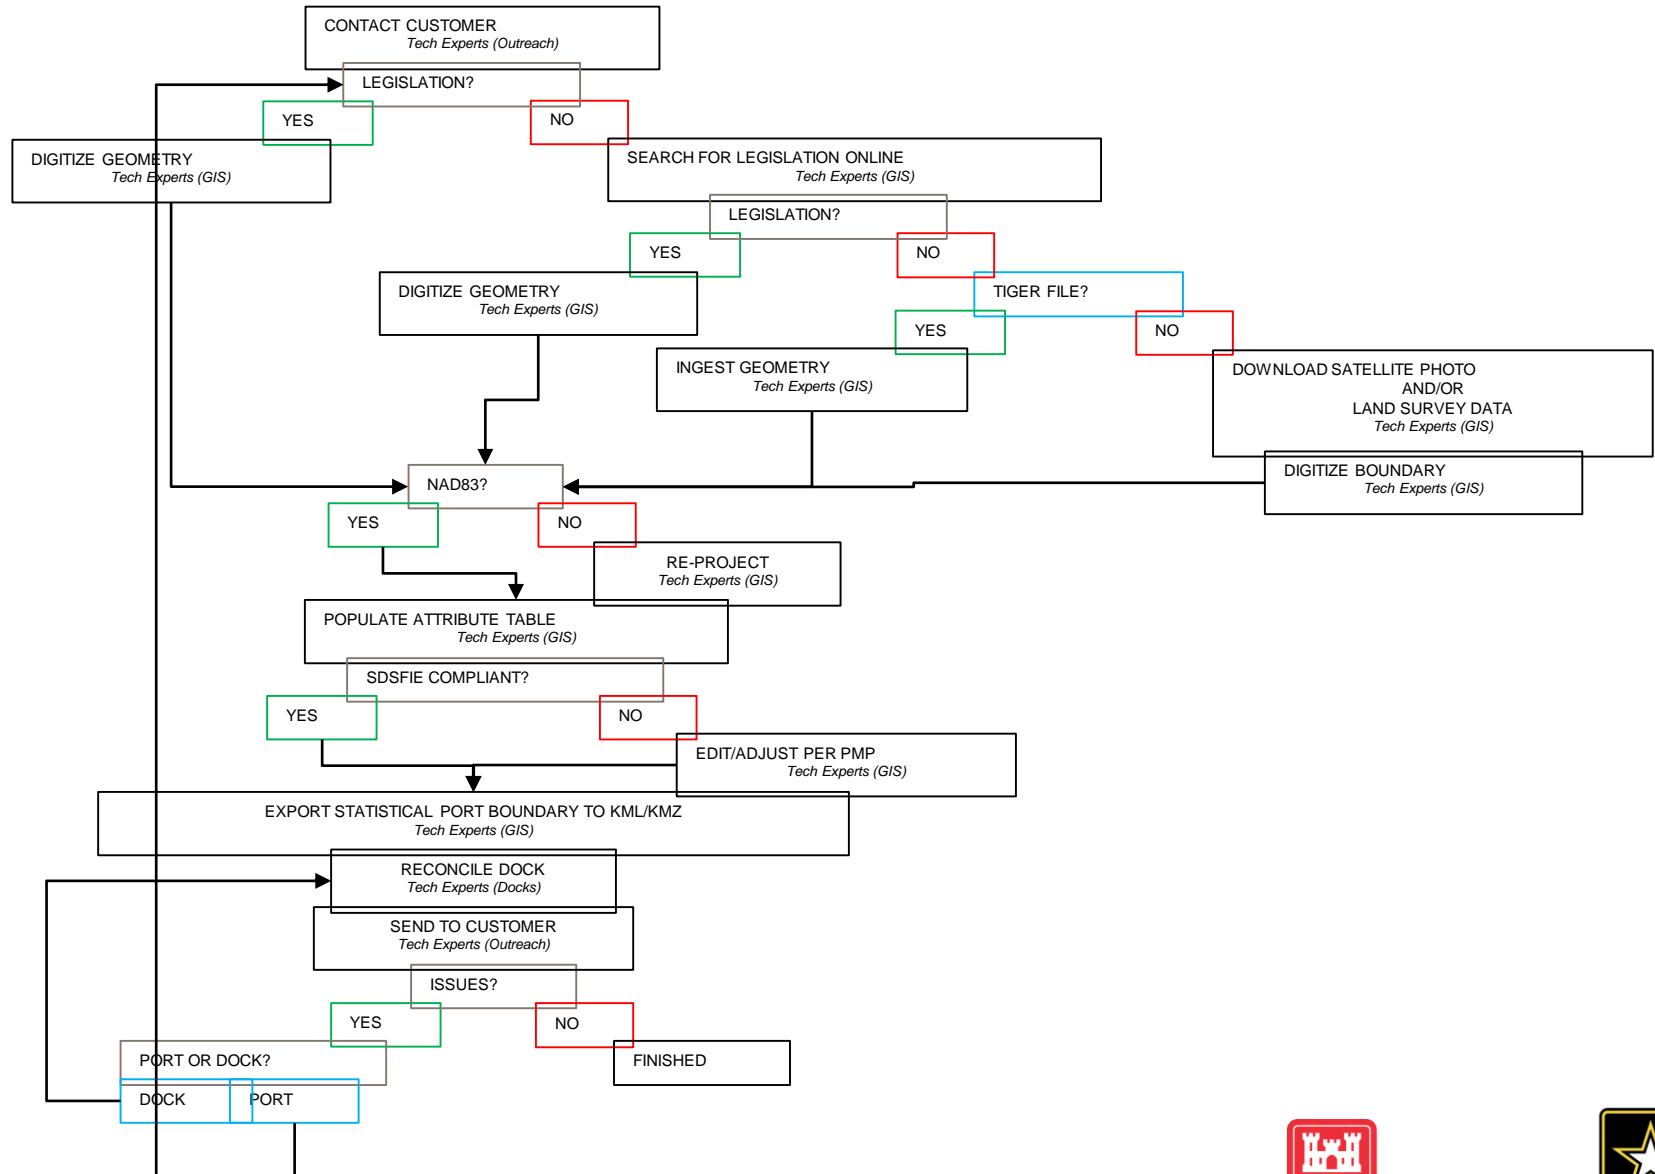 CONTACT CUSTOMER
Tech Experts (Outreach)
LEGISLATION?
YES
NO
DIGITIZE GEOMETRY
Tech Experts (GIS)
SEARCH FOR LEGISLATION ONLINE
Tech Experts (GIS)
LEGISLATION?
YES
NO
DIGITIZE GEOMETRY
Tech Experts (GIS)
TIGER FILE?
YES
NO
INGEST GEOMETRY
Tech Experts (GIS)
DOWNLOAD SATELLITE PHOTO
AND/OR
LAND SURVEY DATA
Tech Experts (GIS)
DIGITIZE BOUNDARY
Tech Experts (GIS)
NAD83?
YES
NO
RE-PROJECT
Tech Experts (GIS)
POPULATE ATTRIBUTE TABLE
Tech Experts (GIS)
SDSFIE COMPLIANT?
YES
NO
EDIT/ADJUST PER PMP
Tech Experts (GIS)
EXPORT STATISTICAL PORT BOUNDARY TO KML/KMZ
Tech Experts (GIS)
RECONCILE DOCK
Tech Experts (Docks)
SEND TO CUSTOMER
Tech Experts (Outreach)
ISSUES?
YES
NO
PORT OR DOCK?
FINISHED
DOCK
PORT